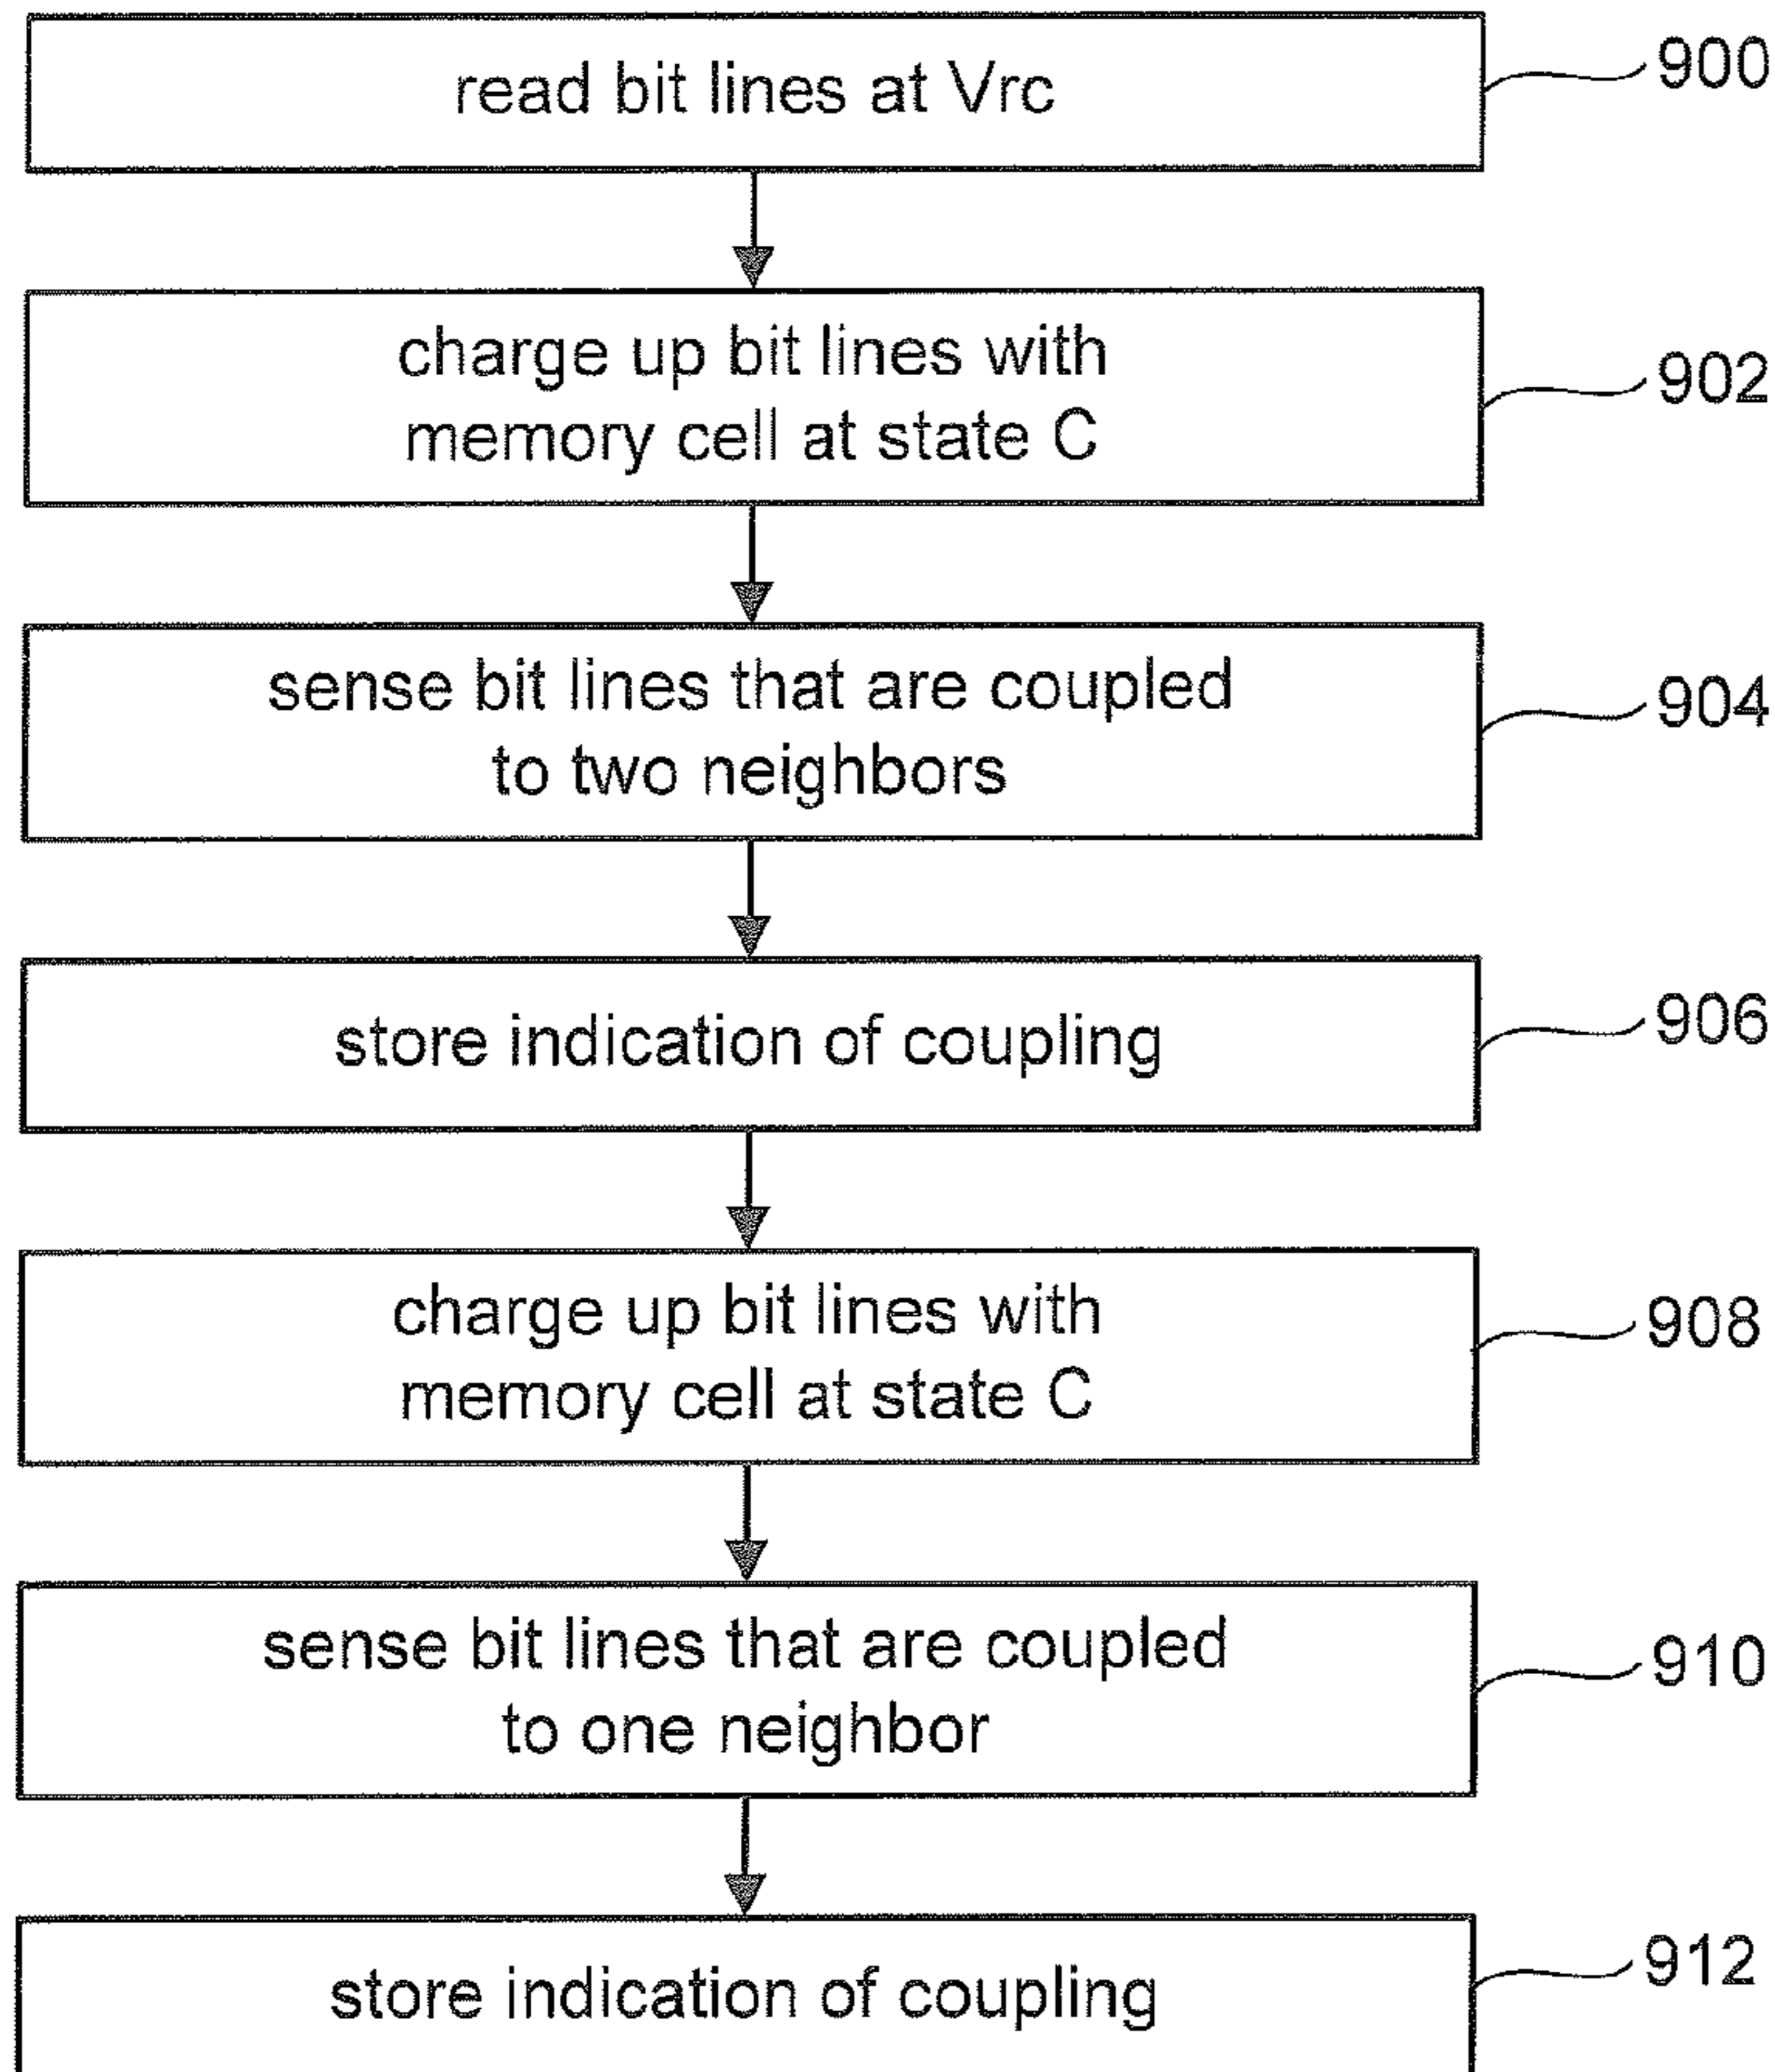 read bit lines at Vrc
900
charge up bit lines with
memory cell at state C
902
sense bit lines that are coupled
to two neighbors
904
store indication of coupling
906
charge up bit lines with
memory cell at state C
908
sense bit lines that are coupled
to one neighbor
910
store indication of coupling
912